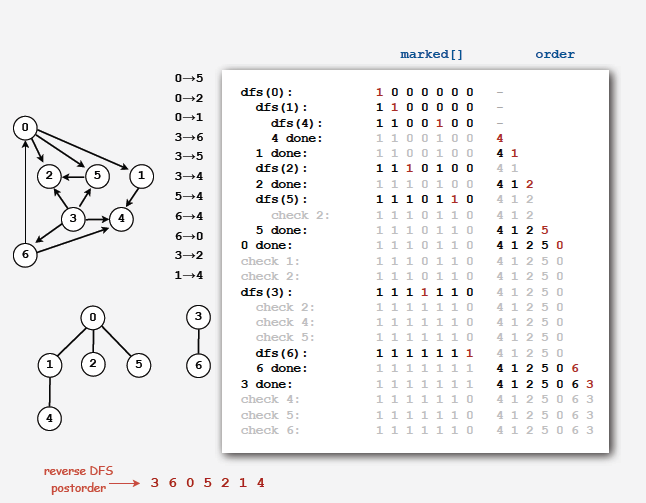 marked[] order
0→5
0→2
0→1
3→6
3→5
3→4
5→4
6→4
6→0
3→2
1→4
0
2
5
1
3
4
6
dfs(0): 1 0 0 0 0 0 0 -
dfs(1): 1 1 0 0 0 0 0 -
dfs(4): 1 1 0 0 1 0 0 -
4 done: 1 1 0 0 1 0 0 4
1 done: 1 1 0 0 1 0 0 4 1
dfs(2): 1 1 1 0 1 0 0 4 1
2 done: 1 1 1 0 1 0 0 4 1 2
dfs(5): 1 1 1 0 1 1 0 4 1 2
check 2: 1 1 1 0 1 1 0 4 1 2
5 done: 1 1 1 0 1 1 0 4 1 2 5
0 done: 1 1 1 0 1 1 0 4 1 2 5 0
check 1: 1 1 1 0 1 1 0 4 1 2 5 0
check 2: 1 1 1 0 1 1 0 4 1 2 5 0
dfs(3): 1 1 1 1 1 1 0 4 1 2 5 0
check 2: 1 1 1 1 1 1 0 4 1 2 5 0
check 4: 1 1 1 1 1 1 0 4 1 2 5 0
check 5: 1 1 1 1 1 1 0 4 1 2 5 0
dfs(6): 1 1 1 1 1 1 1 4 1 2 5 0
6 done: 1 1 1 1 1 1 1 4 1 2 5 0 6
3 done: 1 1 1 1 1 1 1 4 1 2 5 0 6 3
check 4: 1 1 1 1 1 1 0 4 1 2 5 0 6 3
check 5: 1 1 1 1 1 1 0 4 1 2 5 0 6 3
check 6: 1 1 1 1 1 1 0 4 1 2 5 0 6 3
0
1
2
5
4
3
6
reverse DFS
postorder
3 6 0 5 2 1 4